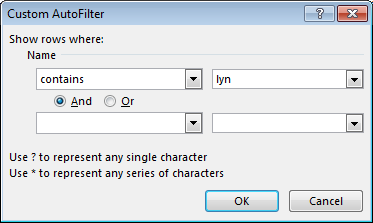 Custom AutoFilter
Show rows where:
Name
contains lyn
And Or
Use ? to represent any single character
Use * to represent any series of characters
OK Cancel